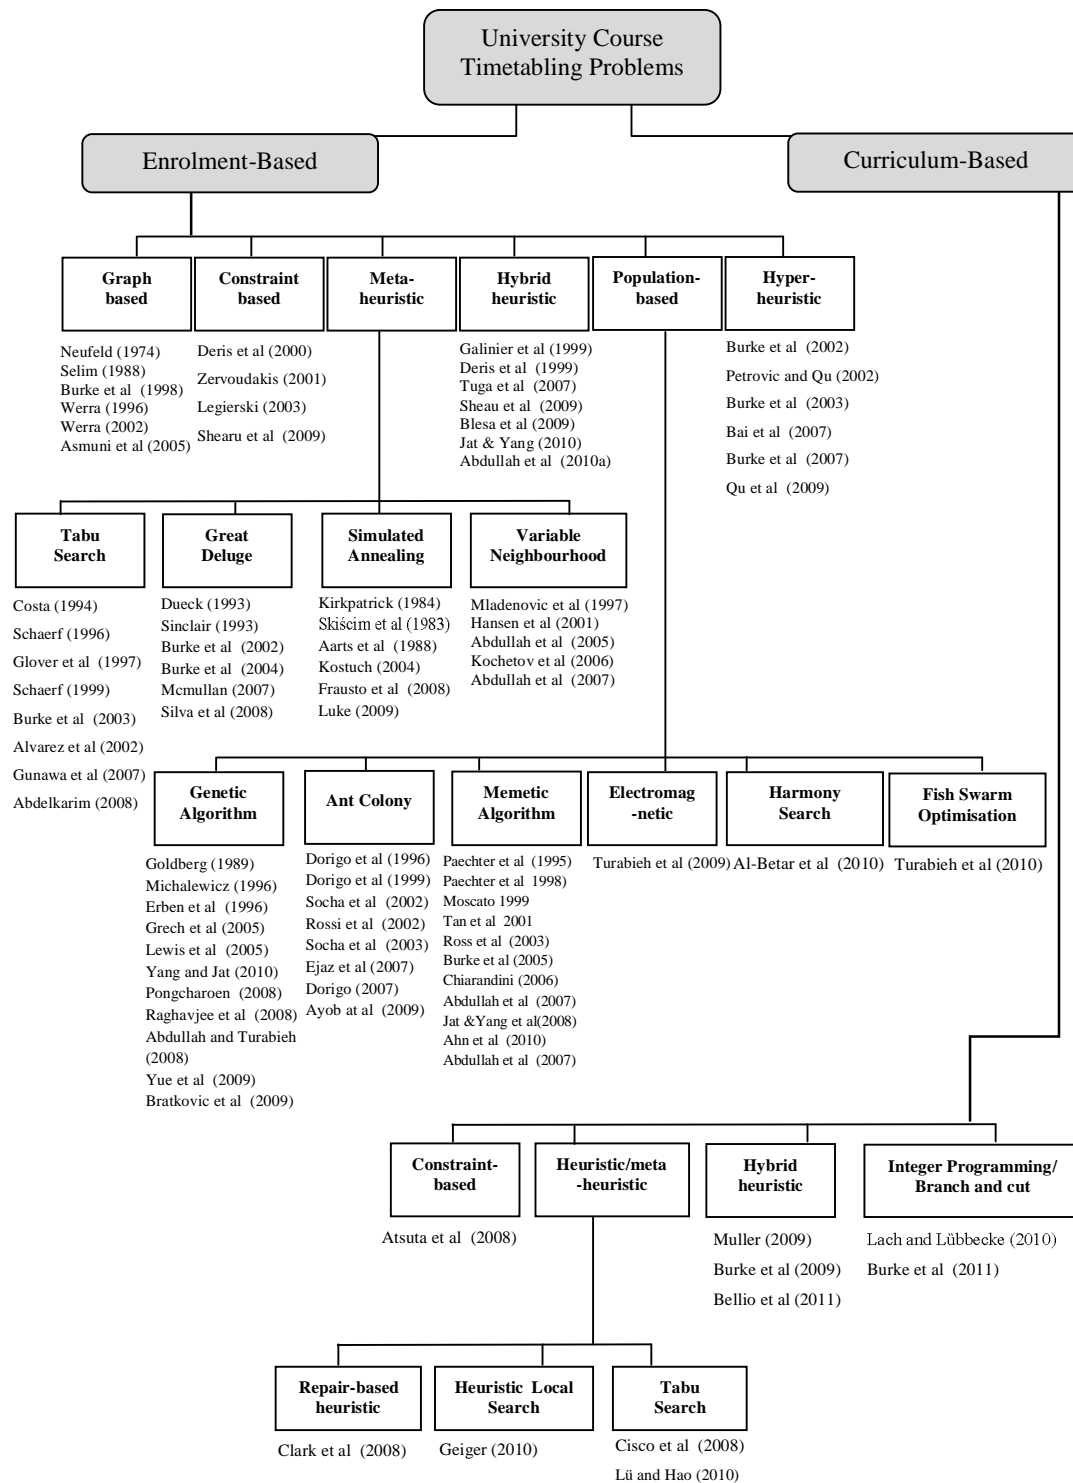 University Course
Timetabling Problems
Enrolment-Based
Curriculum-Based
Graph
based
Constraint
based
Meta-
heuristic
Hybrid
heuristic
Population-
based
Hyper-
heuristic
Neufeld (1974)
Selim (1988)
Burke et al (1998)
Werra (1996)
Werra (2002)
Asmuni et al (2005)
Deris et al (2000)
Zervoudakis (2001)
Legierski (2003)
Shearu et al (2009)
Galinier et al (1999)
Deris et al (1999)
Tuga et al (2007)
Sheau et al (2009)
Blesa et al (2009)
Jat & Yang (2010)
Abdullah et al (2010a)
Burke et al (2002)
Petrovic and Qu (2002)
Burke et al (2003)
Bai et al (2007)
Burke et al (2007)
Qu et al (2009)
Tabu
Search
Great
Deluge
Simulated
Annealing
Variable
Neighbourhood
Costa (1994)
Schaerf (1996)
Glover et al (1997)
Schaerf (1999)
Burke et al (2003)
Alvarez et al (2002)
Gunawa et al (2007)
Abdelkarim (2008)
Dueck (1993)
Sinclair (1993)
Burke et al (2002)
Burke et al (2004)
Mcmullan (2007)
Silva et al (2008)
Kirkpatrick (1984)
Skiścim et al (1983)
Aarts et al (1988)
Kostuch (2004)
Frausto et al (2008)
Luke (2009)
Mladenovic et al (1997)
Hansen et al (2001)
Abdullah et al (2005)
Kochetov et al (2006)
Abdullah et al (2007)
Genetic
Algorithm
Ant Colony
Memetic
Algorithm
Electromag
-netic
Harmony
Search
Fish Swarm
Optimisation
Goldberg (1989)
Michalewicz (1996)
Erben et al (1996)
Grech et al (2005)
Lewis et al (2005)
Yang and Jat (2010)
Pongcharoen (2008)
Raghavjee et al (2008)
Abdullah and Turabieh
(2008)
Yue et al (2009)
Bratkovic et al (2009)
Dorigo et al (1996)
Dorigo et al (1999)
Socha et al (2002)
Rossi et al (2002)
Socha et al (2003)
Ejaz et al (2007)
Dorigo (2007)
Ayob at al (2009)
Paechter et al (1995)
Paechter et al 1998)
Moscato 1999
Tan et al 2001
Ross et al (2003)
Burke et al (2005)
Chiarandini (2006)
Abdullah et al (2007)
Jat &Yang et al(2008)
Ahn et al (2010)
Abdullah et al (2007)
Turabieh et al (2009)
Al-Betar et al (2010)
Turabieh et al (2010)
Constraint-
based
Heuristic/meta
-heuristic
Hybrid
heuristic
Integer Programming/
Branch and cut
Atsuta et al (2008)
Muller (2009)
Burke et al (2009)
Bellio et al (2011)
Lach and Lübbecke (2010)
Burke et al (2011)
Repair-based
heuristic
Heuristic Local
Search
Tabu
Search
Clark et al (2008)
Geiger (2010)
Cisco et al (2008)
Lü and Hao (2010)